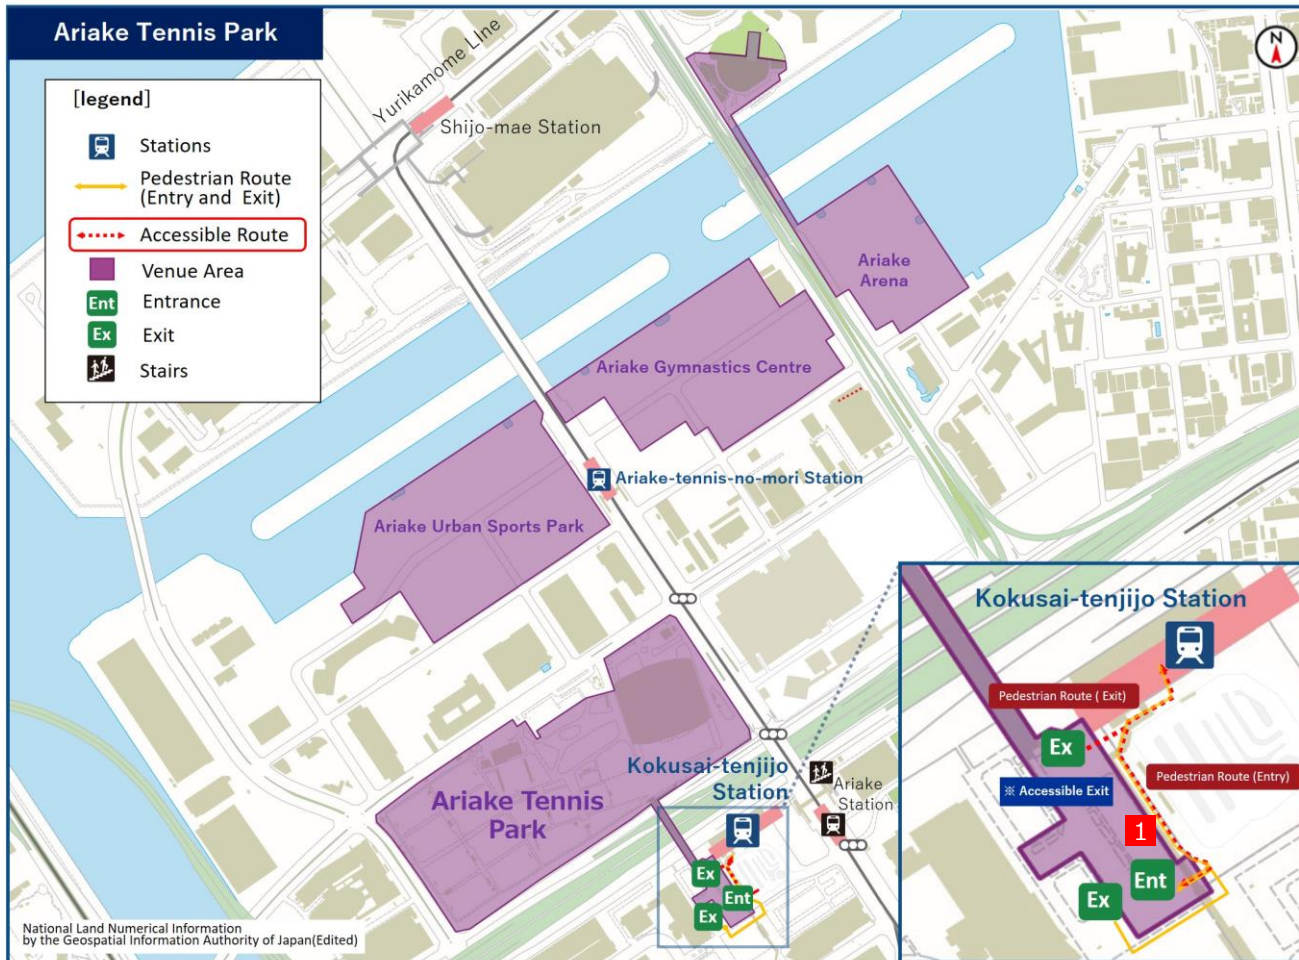 Ariake Tennis Park
[legend]
Stations
Pedestrian Route
(Entry and Exit)
Accessible Route
Venue Area
Ent
Entrance
Ex
Exit
Stairs
Yurikamome LIne
Shijo-mae Station
N
Ariake
Arena
Ariake Gymnastics Centre
Ariake-tennis-no-mori Station
Ariake Urban Sports Park
Ariake Tennis
Park
Kokusai-tenjijo
Station
Ariake
Station
Ex
Ent
Ex
Kokusai-tenjijo Station
Pedestrian Route ( Exit)
Ex
※ Accessible Exit
Pedestrian Route (Entry)
1
Ent
Ex
National Land Numerical Information
by the Geospatial Information Authority of Japan(Edited)